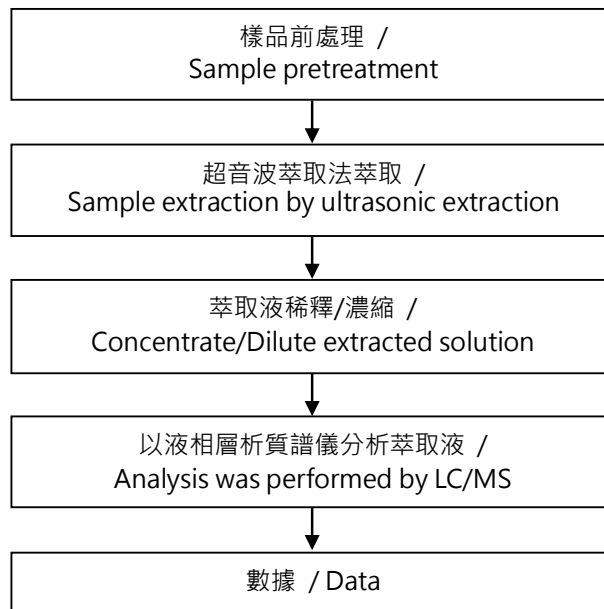 樣品前處理 /
Sample pretreatment
超音波萃取法萃取 /
Sample extraction by ultrasonic extraction
萃取液稀釋/濃縮 /
Concentrate/Dilute extracted solution
以液相層析質譜儀分析萃取液 /
Analysis was performed by LC/MS
數據 / Data